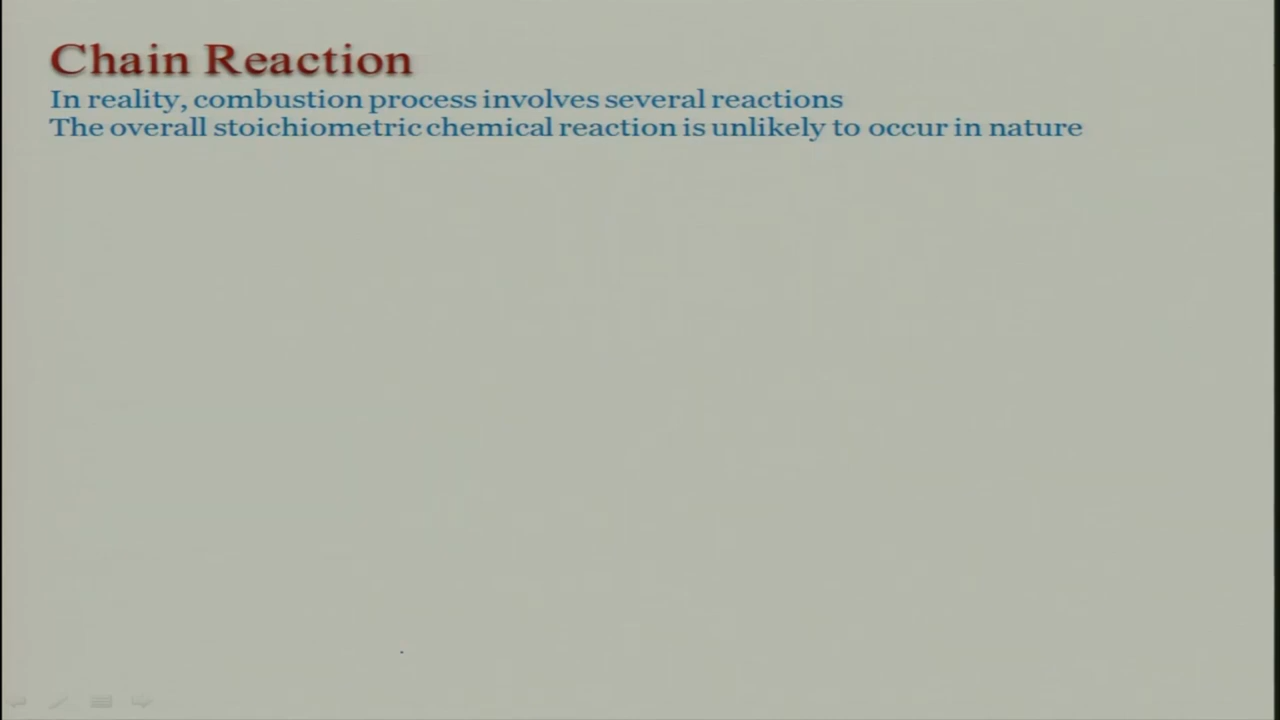 Chain Reaction
In reality, combustion process involves several reactions
The overall stoichiometric chemical reaction is unlikely to occur in nature